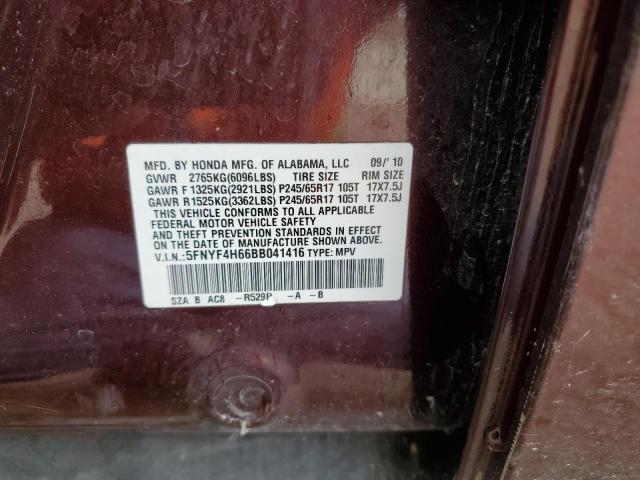 MFD. BY HONDA MFG. OF ALABAMA, LLC 09/'10
GVWR 2765KG(6096LBS) TIRE SIZE RIM SIZE
GAWR F 1325KG(2921LBS) P245/65R17 105T 17X7.5J
GAWR R1525KG(3362LBS) P245/65R17 105T 17X7.5J
THIS VEHICLE CONFORMS TO ALL APPLICABLE
FEDERAL MOTOR VEHICLE SAFETY
AND THEFT PREVENTION STANDARDS IN EFFECT
ON THE DATE OF MANUFACTURE SHOWN ABOVE.
V.I.N.:5FNYF4H66BB041416 TYPE: MPV
SZA B AC8 -R529P -A -B